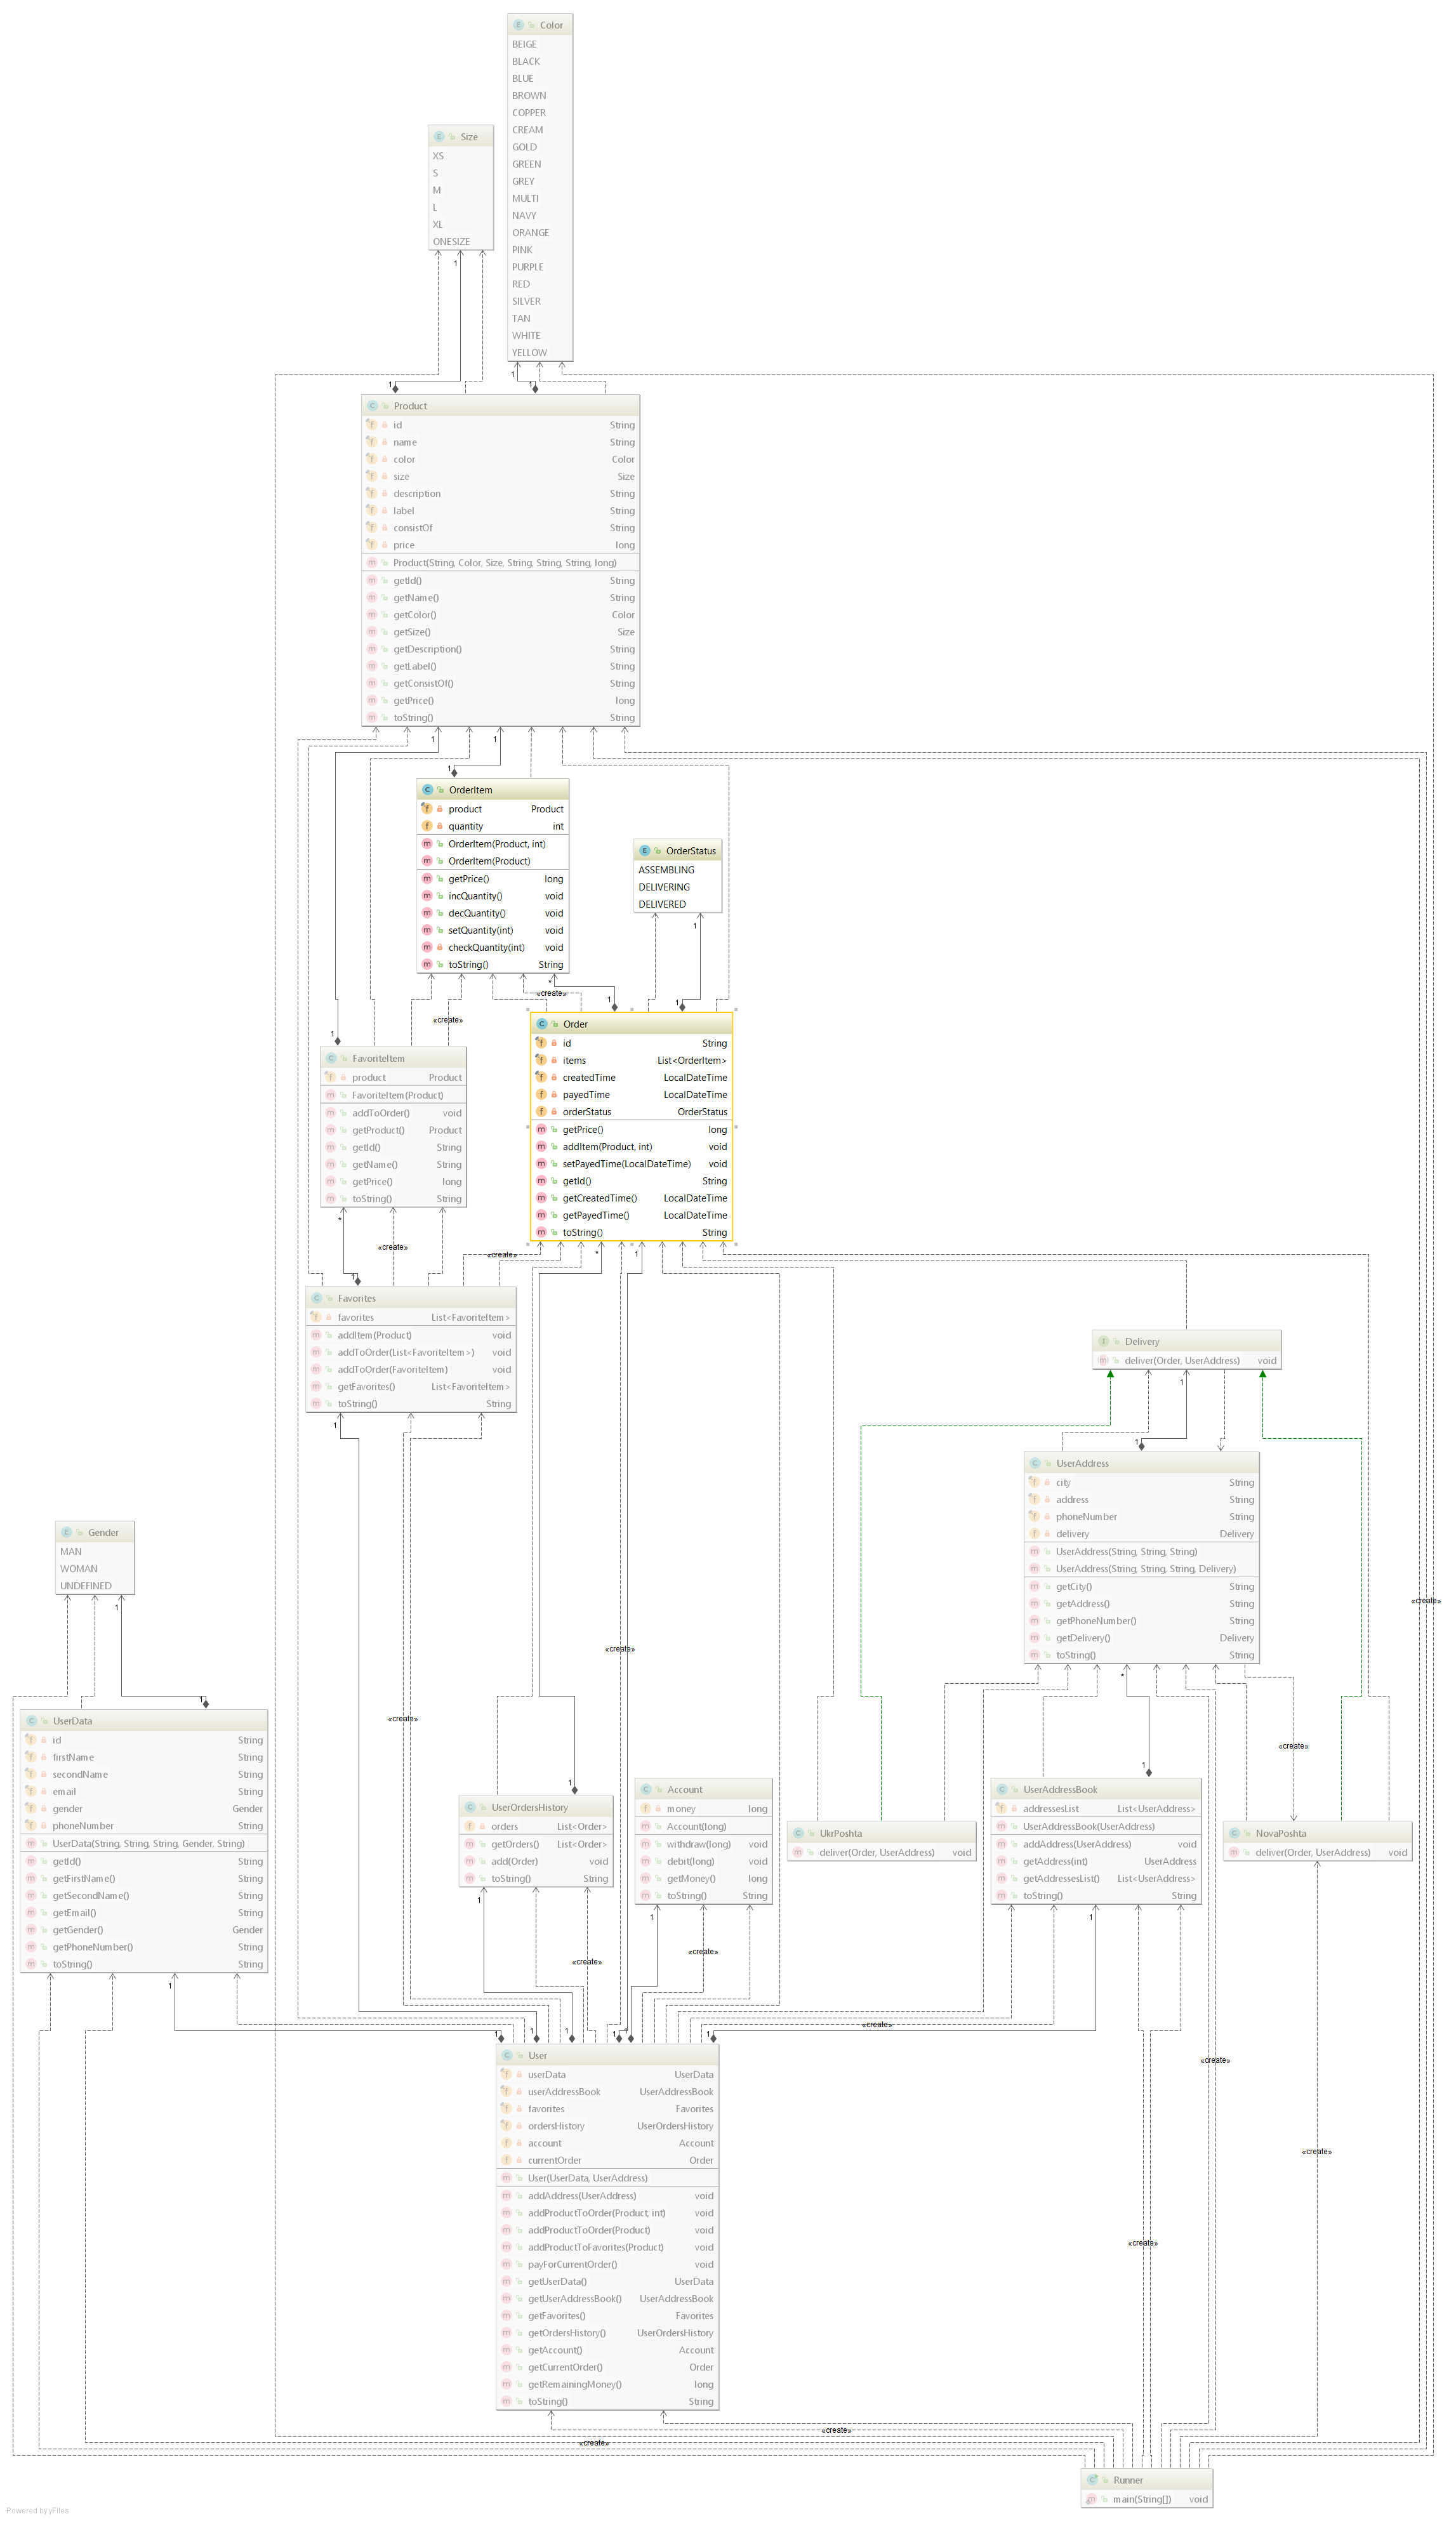 Color
BEIGE
BLACK
BLUE
BROWN
COPPER
CREAM
GOLD
GREEN
GREY
MULTI
NAVY
ORANGE
PINK
PURPLE
RED
SILVER
TAN
WHITE
YELLOW
Size
XS
S
M
L
XL
ONESIZE
1
1
1
1
Product
id String
name String
color Color
size Size
description String
label String
consistOf String
price long
Product(String, Color, Size, String, String, String, long)
getId() String
getName() String
getColor() Color
getSize() Size
getDescription() String
getLabel() String
getConsistOf() String
getPrice() long
toString() String
1
1
1
OrderItem
product Product
quantity int
OrderItem(Product, int)
OrderItem(Product)
getPrice() long
incQuantity() void
decQuantity() void
setQuantity(int) void
checkQuantity(int) void
toString() String
OrderStatus
ASSEMBLING
DELIVERING
DELIVERED
1
*
«create»
1
1
«create»
1
Order
id String
items List<OrderItem>
createdTime LocalDateTime
payedTime LocalDateTime
orderStatus OrderStatus
getPrice() long
addItem(Product, int) void
setPayedTime(LocalDateTime) void
getId() String
getCreatedTime() LocalDateTime
getPayedTime() LocalDateTime
toString() String
FavoriteItem
product Product
FavoriteItem(Product)
addToOrder() void
getProduct() Product
getId() String
getName() String
getPrice() long
toString() String
*
«create»
«create»
*
1
1
Favorites
favorites List<FavoriteItem>
addItem(Product) void
addToOrder(List<FavoriteItem>) void
addToOrder(FavoriteItem) void
getFavorites() List<FavoriteItem>
toString() String
1
Delivery
deliver(Order, UserAddress) void
1
1
UserAddress
city String
address String
phoneNumber String
delivery Delivery
UserAddress(String, String, String)
UserAddress(String, String, String, Delivery)
getCity() String
getAddress() String
getPhoneNumber() String
getDelivery() Delivery
toString() String
*
Gender
MAN
WOMAN
UNDEFINED
1
1
«create»
«create»
«create»
«create»
UserData
id String
firstName String
secondName String
email String
gender Gender
phoneNumber String
UserData(String, String, String, Gender, String)
getId() String
getFirstName() String
getSecondName() String
getEmail() String
getGender() Gender
getPhoneNumber() String
toString() String
1
1
UserOrdersHistory
orders List<Order>
getOrders() List<Order>
add(Order) void
toString() String
1
Account
money long
Account(long)
withdraw(long) void
debit(long) void
getMoney() long
toString() String
1
UkrPoshta
deliver(Order, UserAddress) void
1
UserAddressBook
addressesList List<UserAddress>
UserAddressBook(UserAddress)
addAddress(UserAddress) void
getAddress(int) UserAddress
getAddressesList() List<UserAddress>
toString() String
1
NovaPoshta
deliver(Order, UserAddress) void
«create»
«create»
«create»
«create»
1
1
1
1
1
1
User
userData UserData
userAddressBook UserAddressBook
favorites Favorites
ordersHistory UserOrdersHistory
account Account
currentOrder Order
User(UserData, UserAddress)
addAddress(UserAddress) void
addProductToOrder(Product, int) void
addProductToOrder(Product) void
addProductToFavorites(Product) void
payForCurrentOrder() void
getUserData() UserData
getUserAddressBook() UserAddressBook
getFavorites() Favorites
getOrdersHistory() UserOrdersHistory
getAccount() Account
getCurrentOrder() Order
getRemainingMoney() long
toString() String
«create»
«create»
«create»
«create»
Runner
main(String[]) void
Powered by yFiles